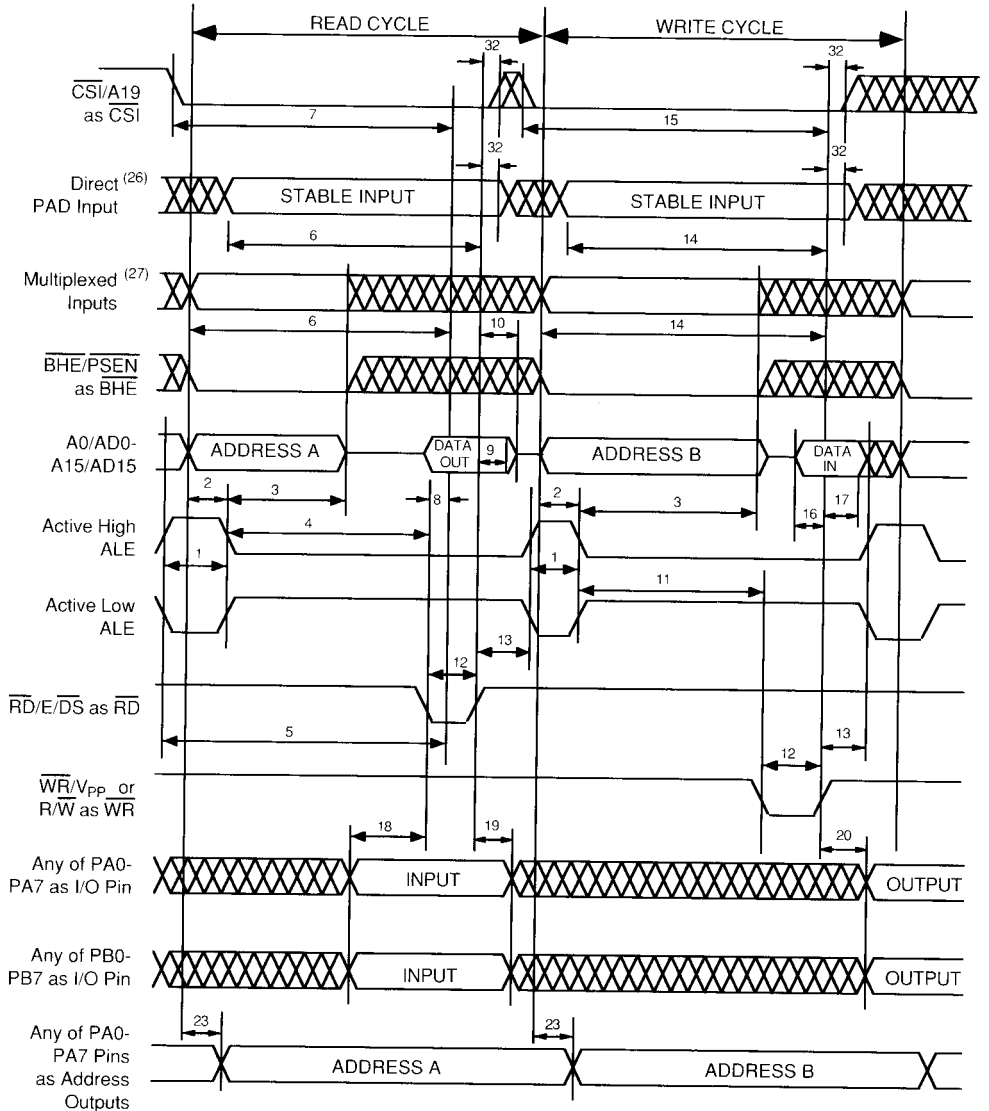 READ CYCLE
WRITE CYCLE
32
32
CSI/A19
as CSI
7
15
32
32
Direct (26)
PAD Input
STABLE INPUT
STABLE INPUT
6
14
Multiplexed (27)
Inputs
6
10
14
BHE/PSEN
as BHE
A0/AD0-
A15/AD15
ADDRESS A
DATA
OUT
9
ADDRESS B
DATA
IN
2
3
8
2
3
16
17
Active High
ALE
4
1
1
11
Active Low
ALE
13
12
RD/E/DS as RD
5
13
12
WR/VPP or
R/W as WR
18
19
20
Any of PA0-
PA7 as I/O Pin
INPUT
OUTPUT
Any of PB0-
PB7 as I/O Pin
INPUT
OUTPUT
23
23
Any of PA0-
PA7 Pins
as Address
Outputs
ADDRESS A
ADDRESS B